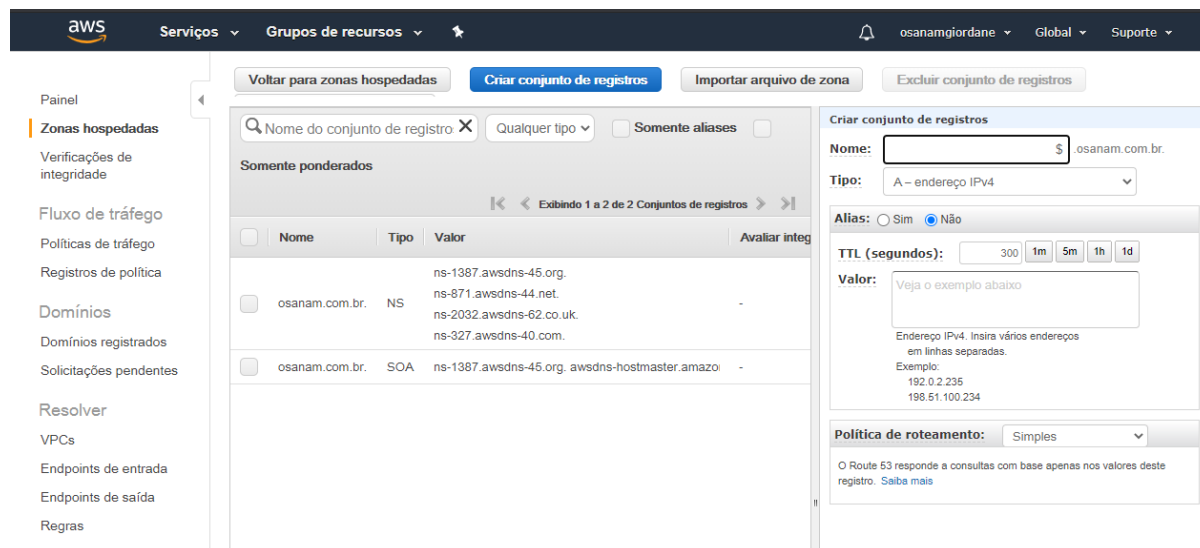 aws Serviços Grupos de recursos osanamgiordane Global Suporte
Painel
Zonas hospedadas
Verificações de
integridade
Fluxo de tráfego
Políticas de tráfego
Registros de política
Domínios
Domínios registrados
Solicitações pendentes
Resolver
VPCs
Endpoints de entrada
Endpoints de saída
Regras
Voltar para zonas hospedadas Criar conjunto de registros Importar arquivo de zona Excluir conjunto de registros
Nome do conjunto de registro Qualquer tipo Somente aliases
Somente ponderados
Exibindo 1 a 2 de 2 Conjuntos de registros
Nome Tipo Valor Avaliar integ
osanam.com.br. NS
ns-1387.awsdns-45.org.
ns-871.awsdns-44.net.
ns-2032.awsdns-62.co.uk.
ns-327.awsdns-40.com.
-
osanam.com.br. SOA ns-1387.awsdns-45.org. awsdns-hostmaster.amazo -
Criar conjunto de registros
Nome: $ .osanam.com.br.
Tipo: A – endereço IPv4
Alias: Sim Não
TTL (segundos): 300 1m 5m 1h 1d
Valor: Veja o exemplo abaixo
Endereço IPv4. Insira vários endereços
em linhas separadas.
Exemplo:
192.0.2.235
198.51.100.234
Política de roteamento: Simples
O Route 53 responde a consultas com base apenas nos valores deste
registro. Saiba mais